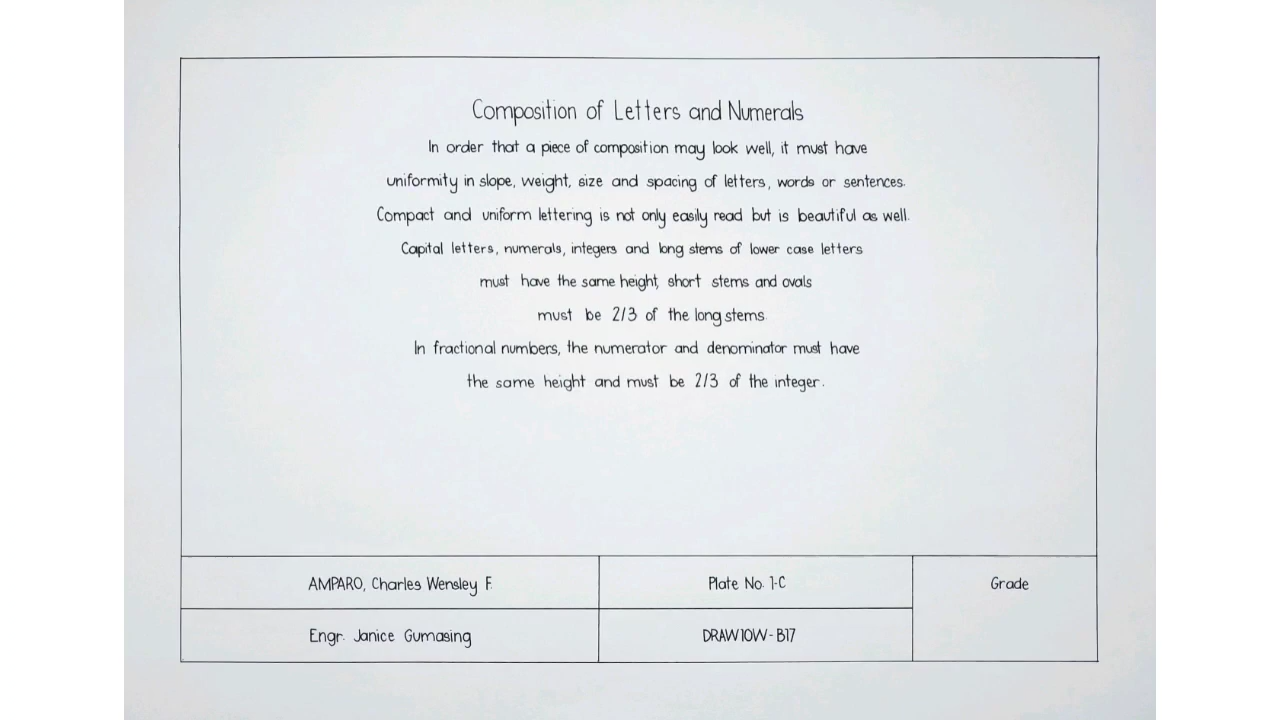 Composition of Letters and Numerals
In order that a piece of composition may look well, it must have
uniformity in slope, weight, size and spacing of letters, words or sentences.
Compact and uniform lettering is not only easily read but is beautiful as well.
Capital letters, numerals, integers and long stems of lower case letters
must have the same height, short stems and ovals
must be 2/3 of the long stems.
In fractional numbers, the numerator and denominator must have
the same height and must be 2/3 of the integer.
AMPARO, Charles Wensley F.
Plate No. 1-C
Grade
Engr. Janice Gumasing
DRAW10W-B17